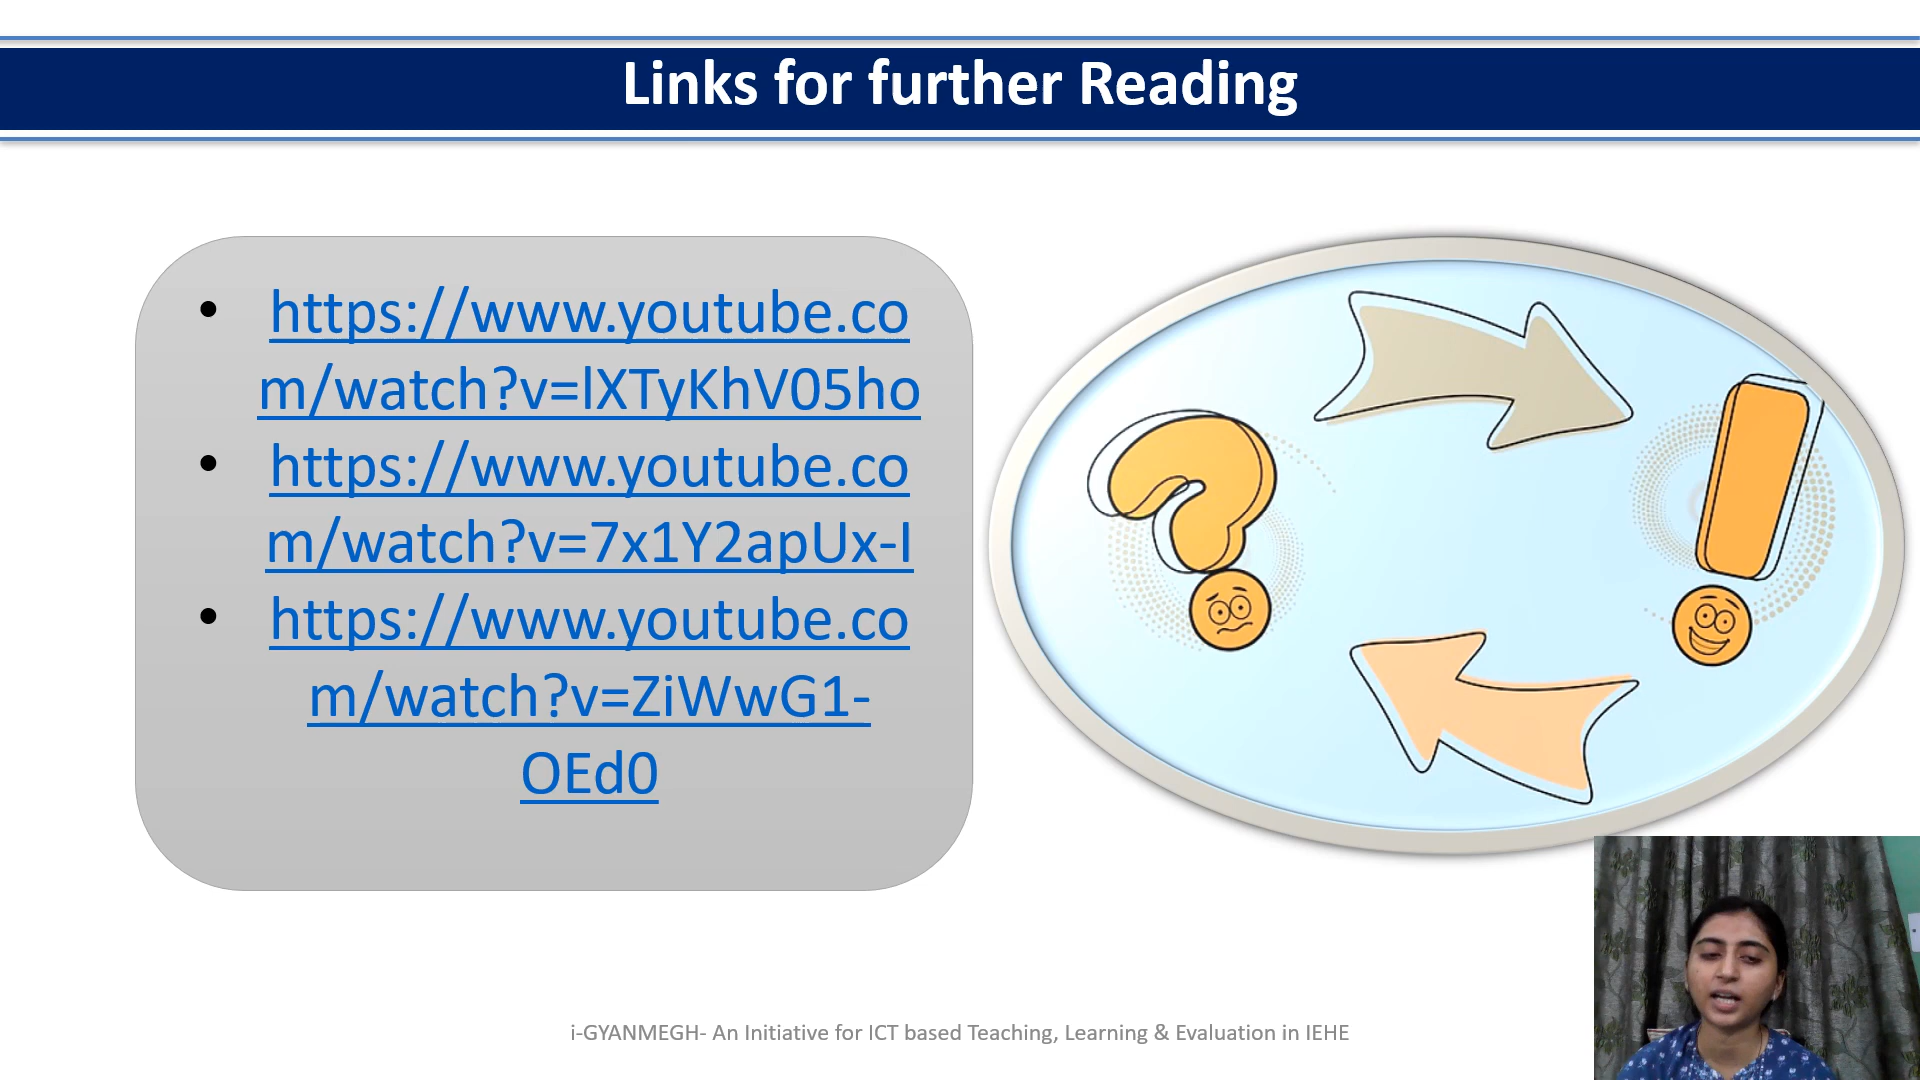 Links for further Reading
• https://www.youtube.co
m/watch?v=lXTyKhV05ho
• https://www.youtube.co
m/watch?v=7x1Y2apUx-I
• https://www.youtube.co
m/watch?v=ZiWwG1-
OEd0
i-GYANMEGH- An Initiative for ICT based Teaching, Learning & Evaluation in IEHE